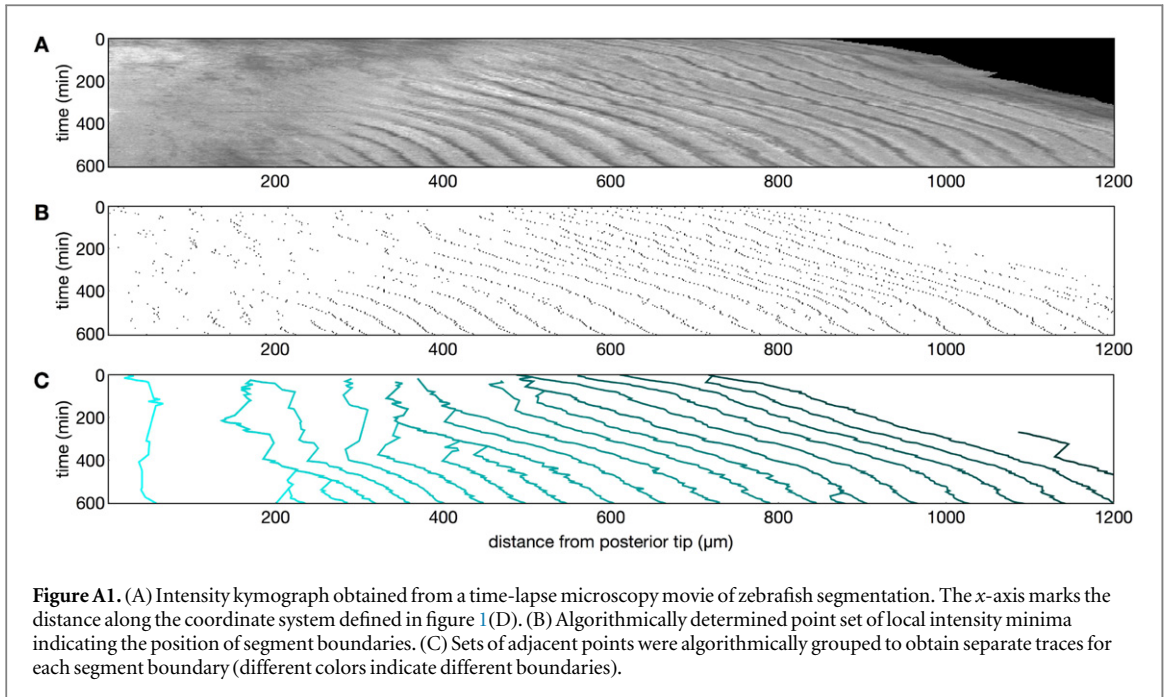 A
time (min)
0
200
400
600
200 400 600 800 1000 1200
B
time (min)
0
200
400
600
200 400 600 800 1000 1200
C
time (min)
0
200
400
600
200 400 600 800 1000 1200
distance from posterior tip (μm)
Figure A1. (A) Intensity kymograph obtained from a time-lapse microscopy movie of zebrafish segmentation. The x-axis marks the
distance along the coordinate system defined in figure 1(D). (B) Algorithmically determined point set of local intensity minima
indicating the position of segment boundaries. (C) Sets of adjacent points were algorithmically grouped to obtain separate traces for
each segment boundary (different colors indicate different boundaries).